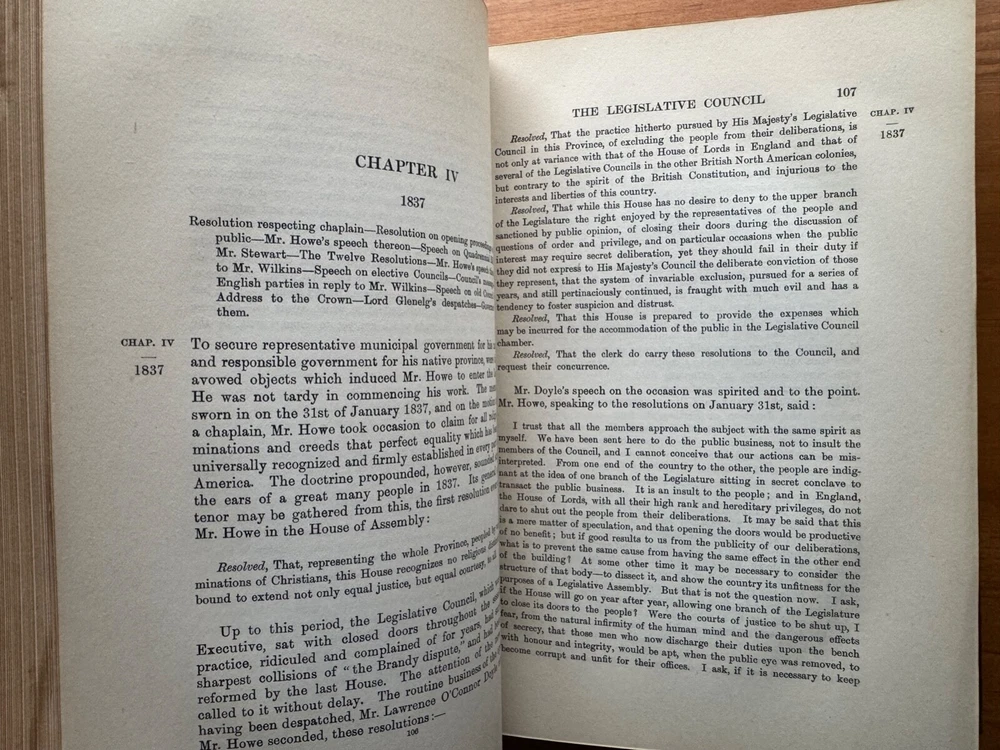 CHAPTER IV
1837
Resolution respecting chaplain—Resolution on opening
public—Mr. Howe's speech thereon—Speech on
Mr. Stewart—The Twelve Resolutions—Mr. Howe's speech
to Mr. Wilkins—Speech on elective Councils—Council's
English parties in reply to Mr. Wilkins—Speech on old
Address to the Crown—Lord Glenelg's despatches—
them.
CHAP. IV
1837
To secure representative municipal government for his
and responsible government for his native province, were
avowed objects which induced Mr. Howe to enter the
He was not tardy in commencing his work. The
sworn in on the 31st of January 1837, and on the motion
a chaplain, Mr. Howe took occasion to claim for all
minations and creeds that perfect equality which has
universally recognized and firmly established in every
America. The doctrine propounded, however, sounded
the ears of a great many people in 1837. Its general
tenor may be gathered from this, the first resolution
Mr. Howe in the House of Assembly:
Resolved, That, representing the whole Province, peopled by
minations of Christians, this House recognizes no religious
bound to extend not only equal justice, but equal courtesy, to all
Up to this period, the Legislative Council, which
Executive, sat with closed doors throughout the
practice, ridiculed and complained of for years, had
sharpest collisions of "the Brandy dispute," and had
reformed by the last House. The attention of the
called to it without delay. The routine business of the
having been despatched, Mr. Lawrence O'Connor Doyle
Mr. Howe seconded, these resolutions:—
106
THE LEGISLATIVE COUNCIL
107
CHAP. IV
1837
Resolved, That the practice hitherto pursued by His Majesty's Legislative
Council in this Province, of excluding the people from their deliberations, is
not only at variance with that of the House of Lords in England and that of
several of the Legislative Councils in the other British North American colonies,
but contrary to the spirit of the British Constitution, and injurious to the
interests and liberties of this country.
Resolved, That while this House has no desire to deny to the upper branch
of the Legislature the right enjoyed by the representatives of the people and
sanctioned by public opinion, of closing their doors during the discussion of
questions of order and privilege, and on particular occasions when the public
interest may require secret deliberation, yet they should fail in their duty if
they did not express to His Majesty's Council the deliberate conviction of those
they represent, that the system of invariable exclusion, pursued for a series of
years, and still pertinaciously continued, is fraught with much evil and has a
tendency to foster suspicion and distrust.
Resolved, That this House is prepared to provide the expenses which
may be incurred for the accommodation of the public in the Legislative Council
chamber.
Resolved, That the clerk do carry these resolutions to the Council, and
request their concurrence.
Mr. Doyle's speech on the occasion was spirited and to the point.
Mr. Howe, speaking to the resolutions on January 31st, said:
I trust that all the members approach the subject with the same spirit as
myself. We have been sent here to do the public business, not to insult the
members of the Council, and I cannot conceive that our actions can be mis-
interpreted. From one end of the country to the other, the people are indig-
nant at the idea of one branch of the Legislature sitting in secret conclave to
transact the public business. It is an insult to the people; and in England,
the House of Lords, with all their high rank and hereditary privileges, do not
dare to shut out the people from their deliberations. It may be said that this
is a mere matter of speculation, and that opening the doors would be productive
of no benefit; but if good results to us from the publicity of our deliberations,
what is to prevent the same cause from having the same effect in the other end
of the building? At some other time it may be necessary to consider the
structure of that body—to dissect it, and show the country its unfitness for the
purposes of a Legislative Assembly. But that is not the question now. I ask,
if the House will go on year after year, allowing one branch of the Legislature
to close its doors to the people? Were the courts of justice to be shut up, I
fear, from the natural infirmity of the human mind and the dangerous effects
of secrecy, that those men who now discharge their duties upon the bench
with honour and integrity, would be apt, when the public eye was removed, to
become corrupt and unfit for their offices. I ask, if it is necessary to keep